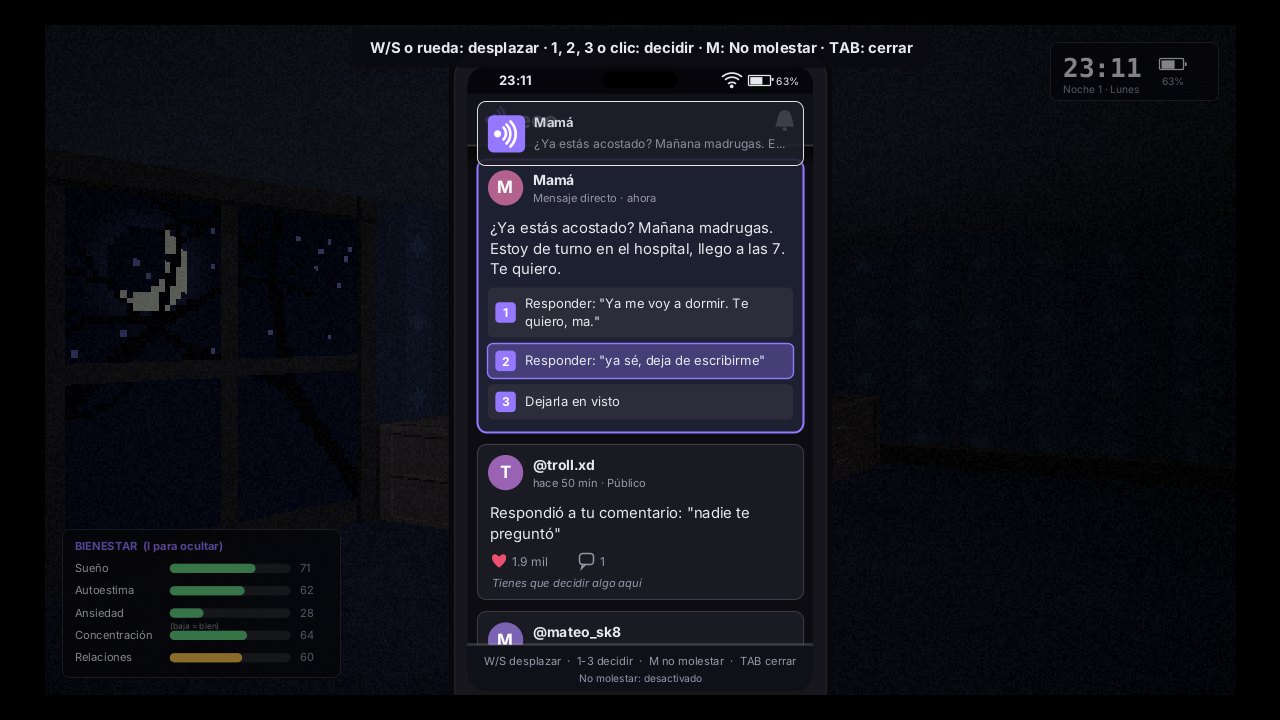 W/S o rueda: desplazar · 1, 2, 3 o clic: decidir · M: No molestar · TAB: cerrar
23:11
63%
Noche 1 · Lunes
23:11
63%
Mamá
¿Ya estás acostado? Mañana madrugas. E...
M
Mamá
Mensaje directo · ahora
¿Ya estás acostado? Mañana madrugas.
Estoy de turno en el hospital, llego a las 7.
Te quiero.
1
Responder: "Ya me voy a dormir. Te
quiero, ma."
2
Responder: "ya sé, deja de escribirme"
3
Dejarla en visto
T
@troll.xd
hace 50 min · Público
Respondió a tu comentario: "nadie te
preguntó"
1.9 mil
1
Tienes que decidir algo aquí
M
@mateo_sk8
W/S desplazar · 1-3 decidir · M no molestar · TAB cerrar
No molestar: desactivado
BIENESTAR (I para ocultar)
Sueño 71
Autoestima 62
Ansiedad 28
(baja = bien)
Concentración 64
Relaciones 60